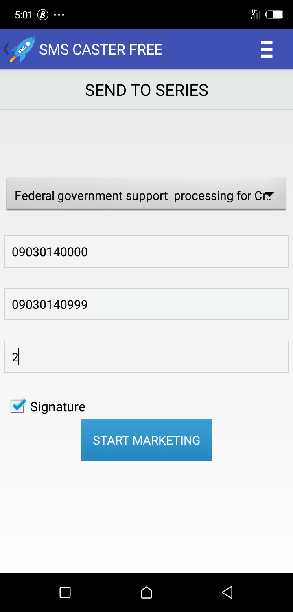 5:01
SMS CASTER FREE
SEND TO SERIES
Federal government support processing for Cr
09030140000
09030140999
2
Signature
START MARKETING